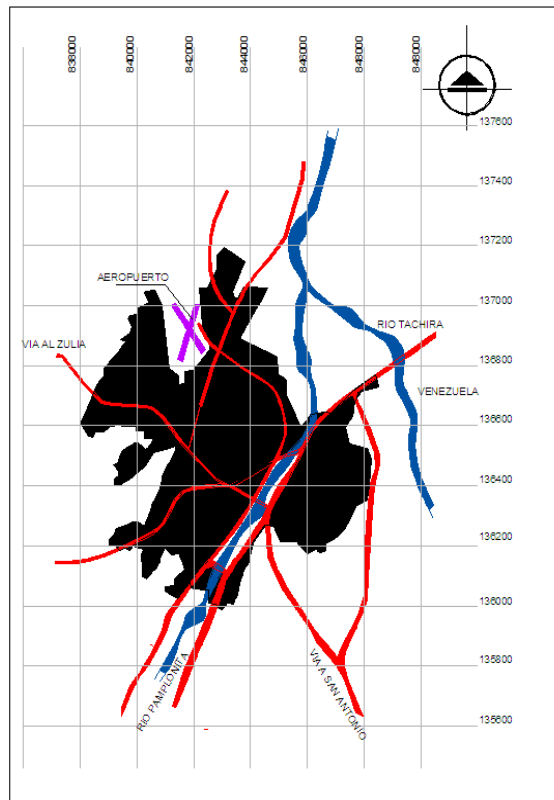 838000
840000
842000
844000
846000
848000
137600
137400
137200
AEROPUERTO
137000
RIO TACHIRA
VIA AL ZULIA
136800
VENEZUELA
136600
136400
136200
136000
135800
RIO PAMPLONITA
VIA A SAN ANTONIO
135600